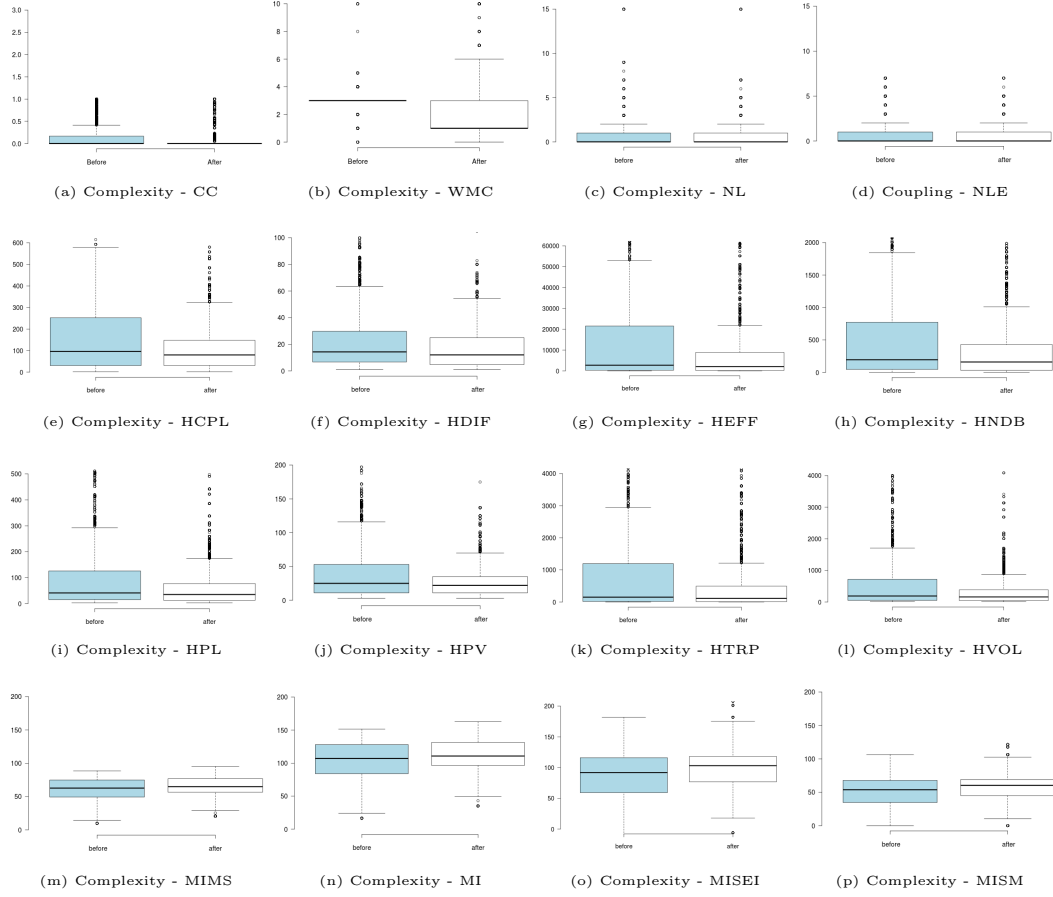 3.0
2.5
2.0
1.5
1.0
0.5
0.0
Before
After
(a) Complexity - CC
10
8
6
4
2
0
Before
After
(b) Complexity - WMC
15
10
5
0
before
after
(c) Complexity - NL
15
10
5
0
before
after
(d) Coupling - NLE
600
500
400
300
200
100
0
before
after
(e) Complexity - HCPL
100
80
60
40
20
0
before
after
(f) Complexity - HDIF
60000
50000
40000
30000
20000
10000
0
before
after
(g) Complexity - HEFF
2000
1500
1000
500
0
before
after
(h) Complexity - HNDB
500
400
300
200
100
0
before
after
(i) Complexity - HPL
200
150
100
50
0
before
after
(j) Complexity - HPV
4000
3000
2000
1000
0
before
after
(k) Complexity - HTRP
4000
3000
2000
1000
0
before
after
(l) Complexity - HVOL
200
150
100
50
0
before
after
(m) Complexity - MIMS
200
150
100
50
0
before
after
(n) Complexity - MI
200
150
100
50
0
before
after
(o) Complexity - MISEI
200
150
100
50
0
before
after
(p) Complexity - MISM